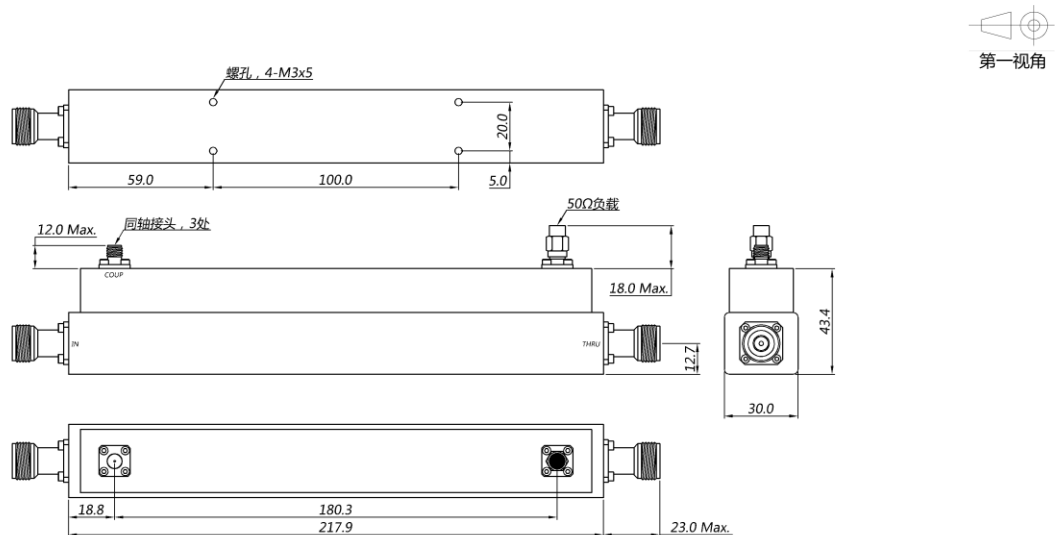 第一视角
螺孔，4-M3x5
20.0
59.0
100.0
5.0
12.0 Max.
同轴接头，3处
50Ω负载
COUP
18.0 Max.
IN
THRU
12.7
43.4
30.0
18.8
180.3
217.9
23.0 Max.